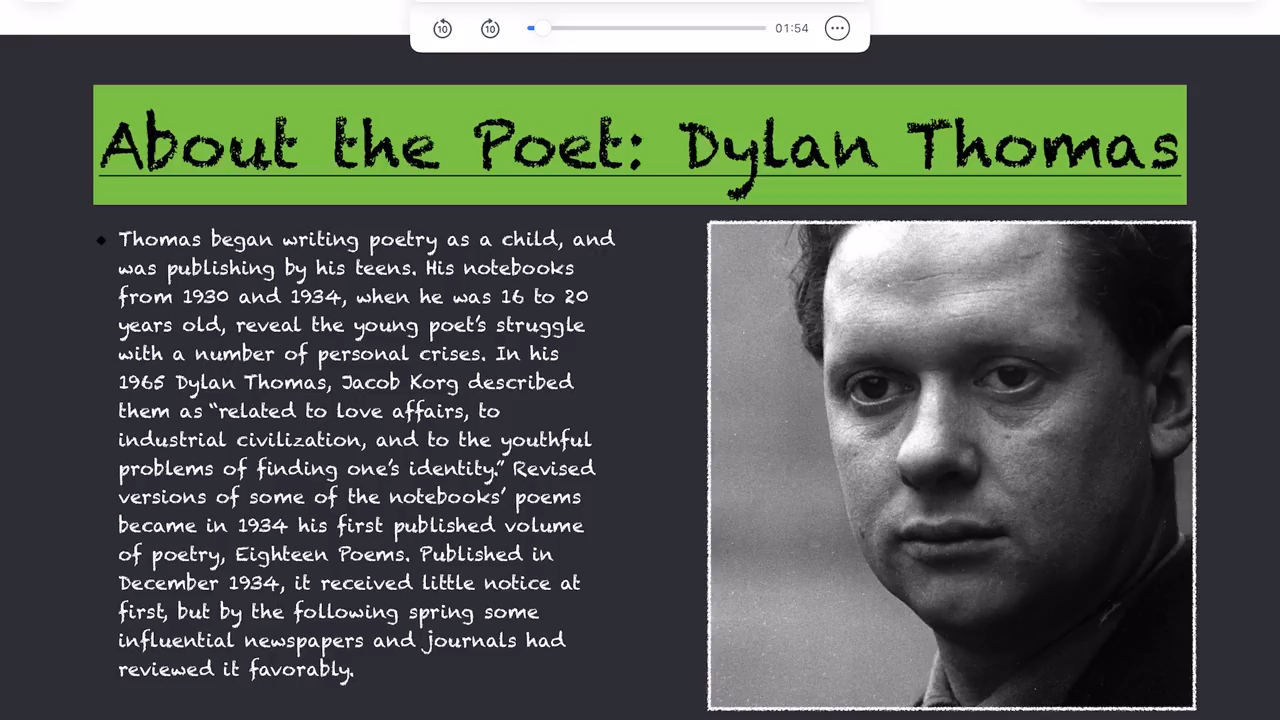 10
10
01:54
About the Poet: Dylan Thomas
Thomas began writing poetry as a child, and
was publishing by his teens. His notebooks
from 1930 and 1934, when he was 16 to 20
years old, reveal the young poet's struggle
with a number of personal crises. In his
1965 Dylan Thomas, Jacob Korg described
them as “related to love affairs, to
industrial civilization, and to the youthful
problems of finding one's identity.” Revised
versions of some of the notebooks' poems
became in 1934 his first published volume
of poetry, Eighteen Poems. Published in
December 1934, it received little notice at
first, but by the following spring some
influential newspapers and journals had
reviewed it favorably.